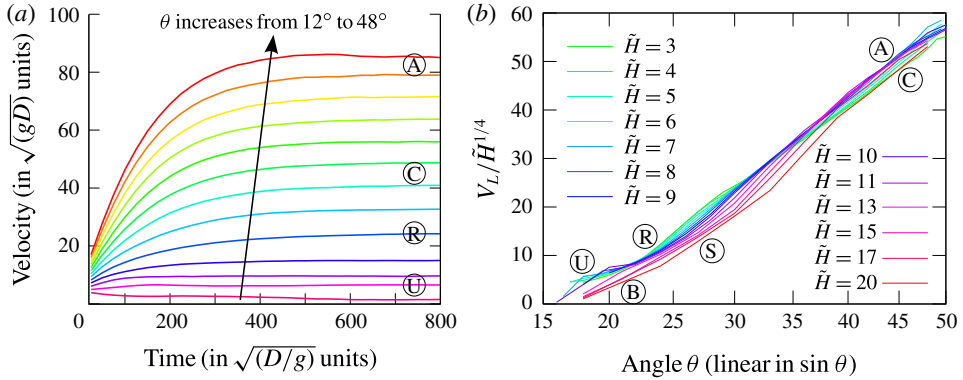 (a)
θ increases from 12° to 48°
Velocity (in √(gD) units)
100
80
60
40
20
0
200
400
600
800
Time (in √(D/g) units)
A
C
R
U
(b)
V_L/H̃^{1/4}
60
50
40
30
20
10
0
15
20
25
30
35
40
45
50
Angle θ (linear in sin θ)
H̃ = 3
H̃ = 4
H̃ = 5
H̃ = 6
H̃ = 7
H̃ = 8
H̃ = 9
H̃ = 10
H̃ = 11
H̃ = 13
H̃ = 15
H̃ = 17
H̃ = 20
A
C
R
S
U
B